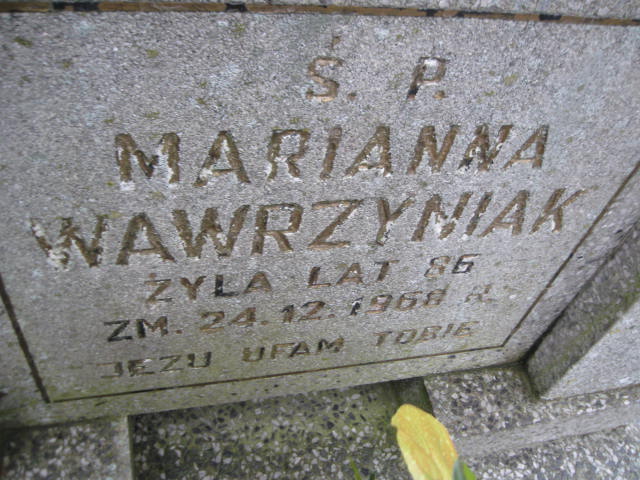 Ś. P.
MARIANNA
WAWRZYNIAK
ŻYŁA LAT 86
ZM. 24.12.1968 R.
JEZU UFAM TOBIE